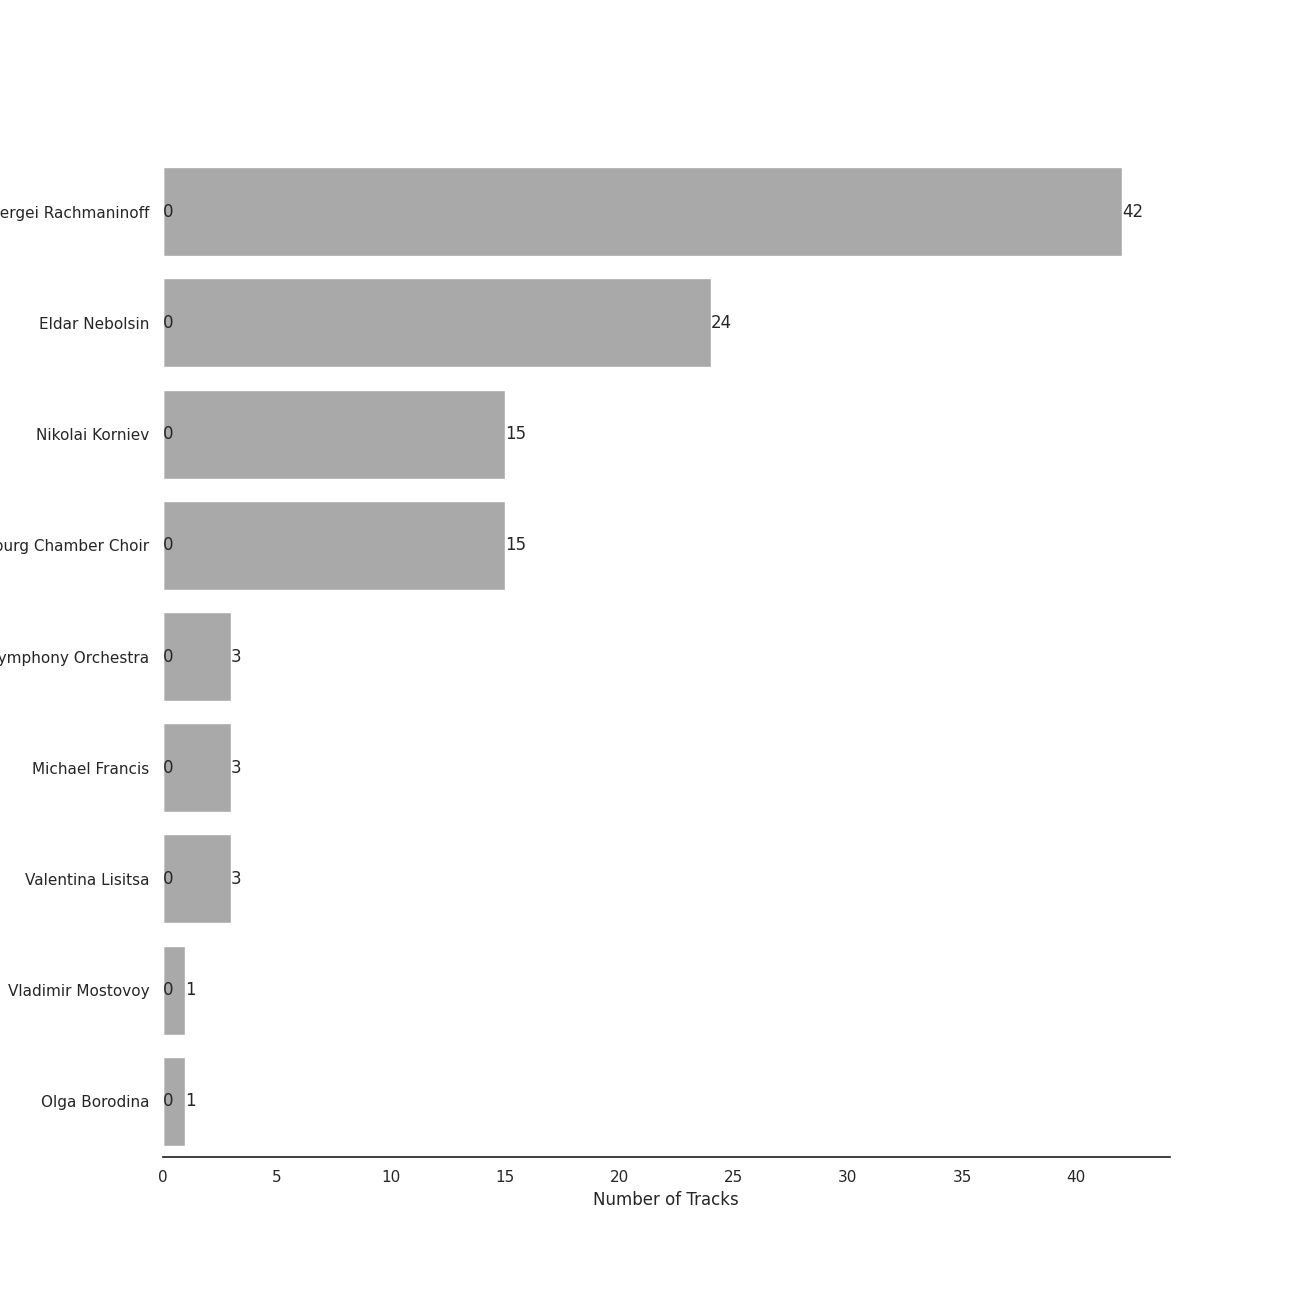 ergei Rachmaninoff 0 42
Eldar Nebolsin 0 24
Nikolai Korniev 0 15
burg Chamber Choir 0 15
ymphony Orchestra 0 3
Michael Francis 0 3
Valentina Lisitsa 0 3
Vladimir Mostovoy 0 1
Olga Borodina 0 1
0 5 10 15 20 25 30 35 40
Number of Tracks